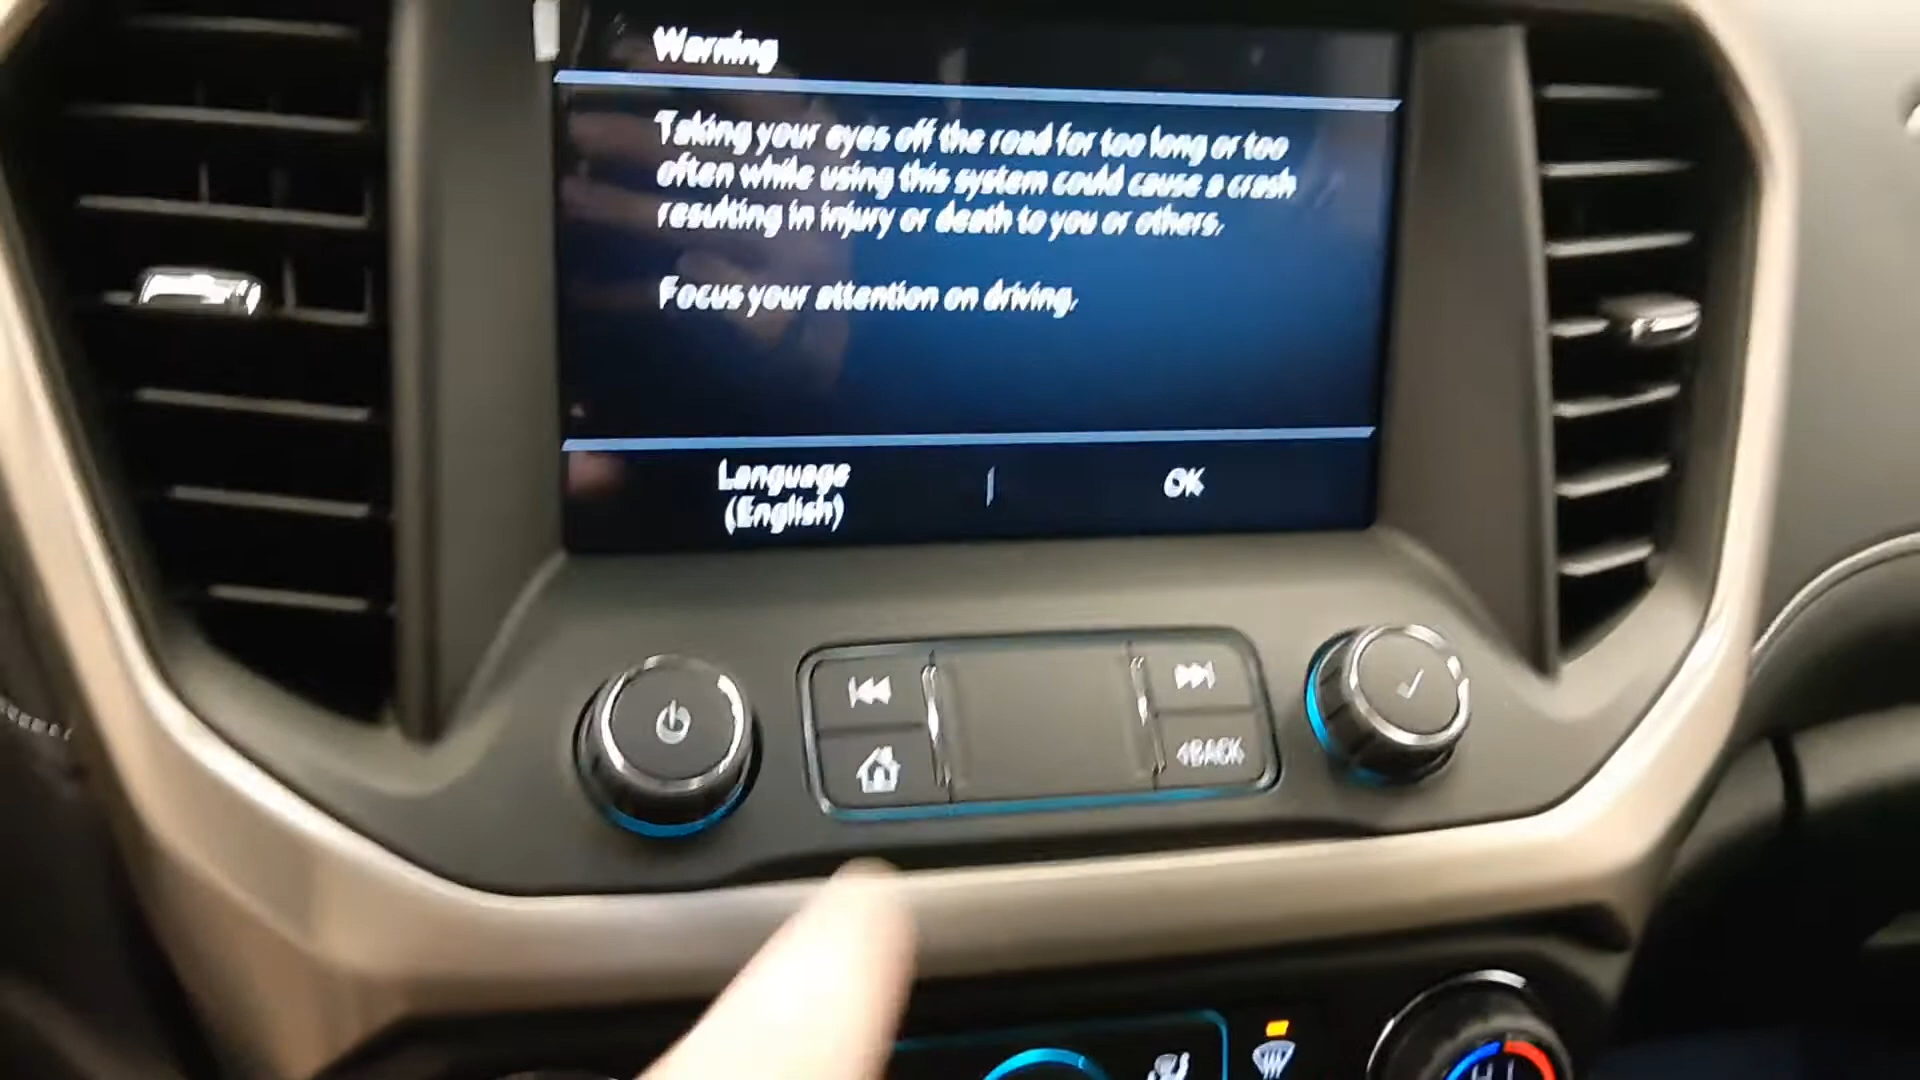 Warning
Taking your eyes off the road for too long or too
often while using this system could cause a crash
resulting in injury or death to you or others.
Focus your attention on driving.
Language
(English)
OK
BACK
HI